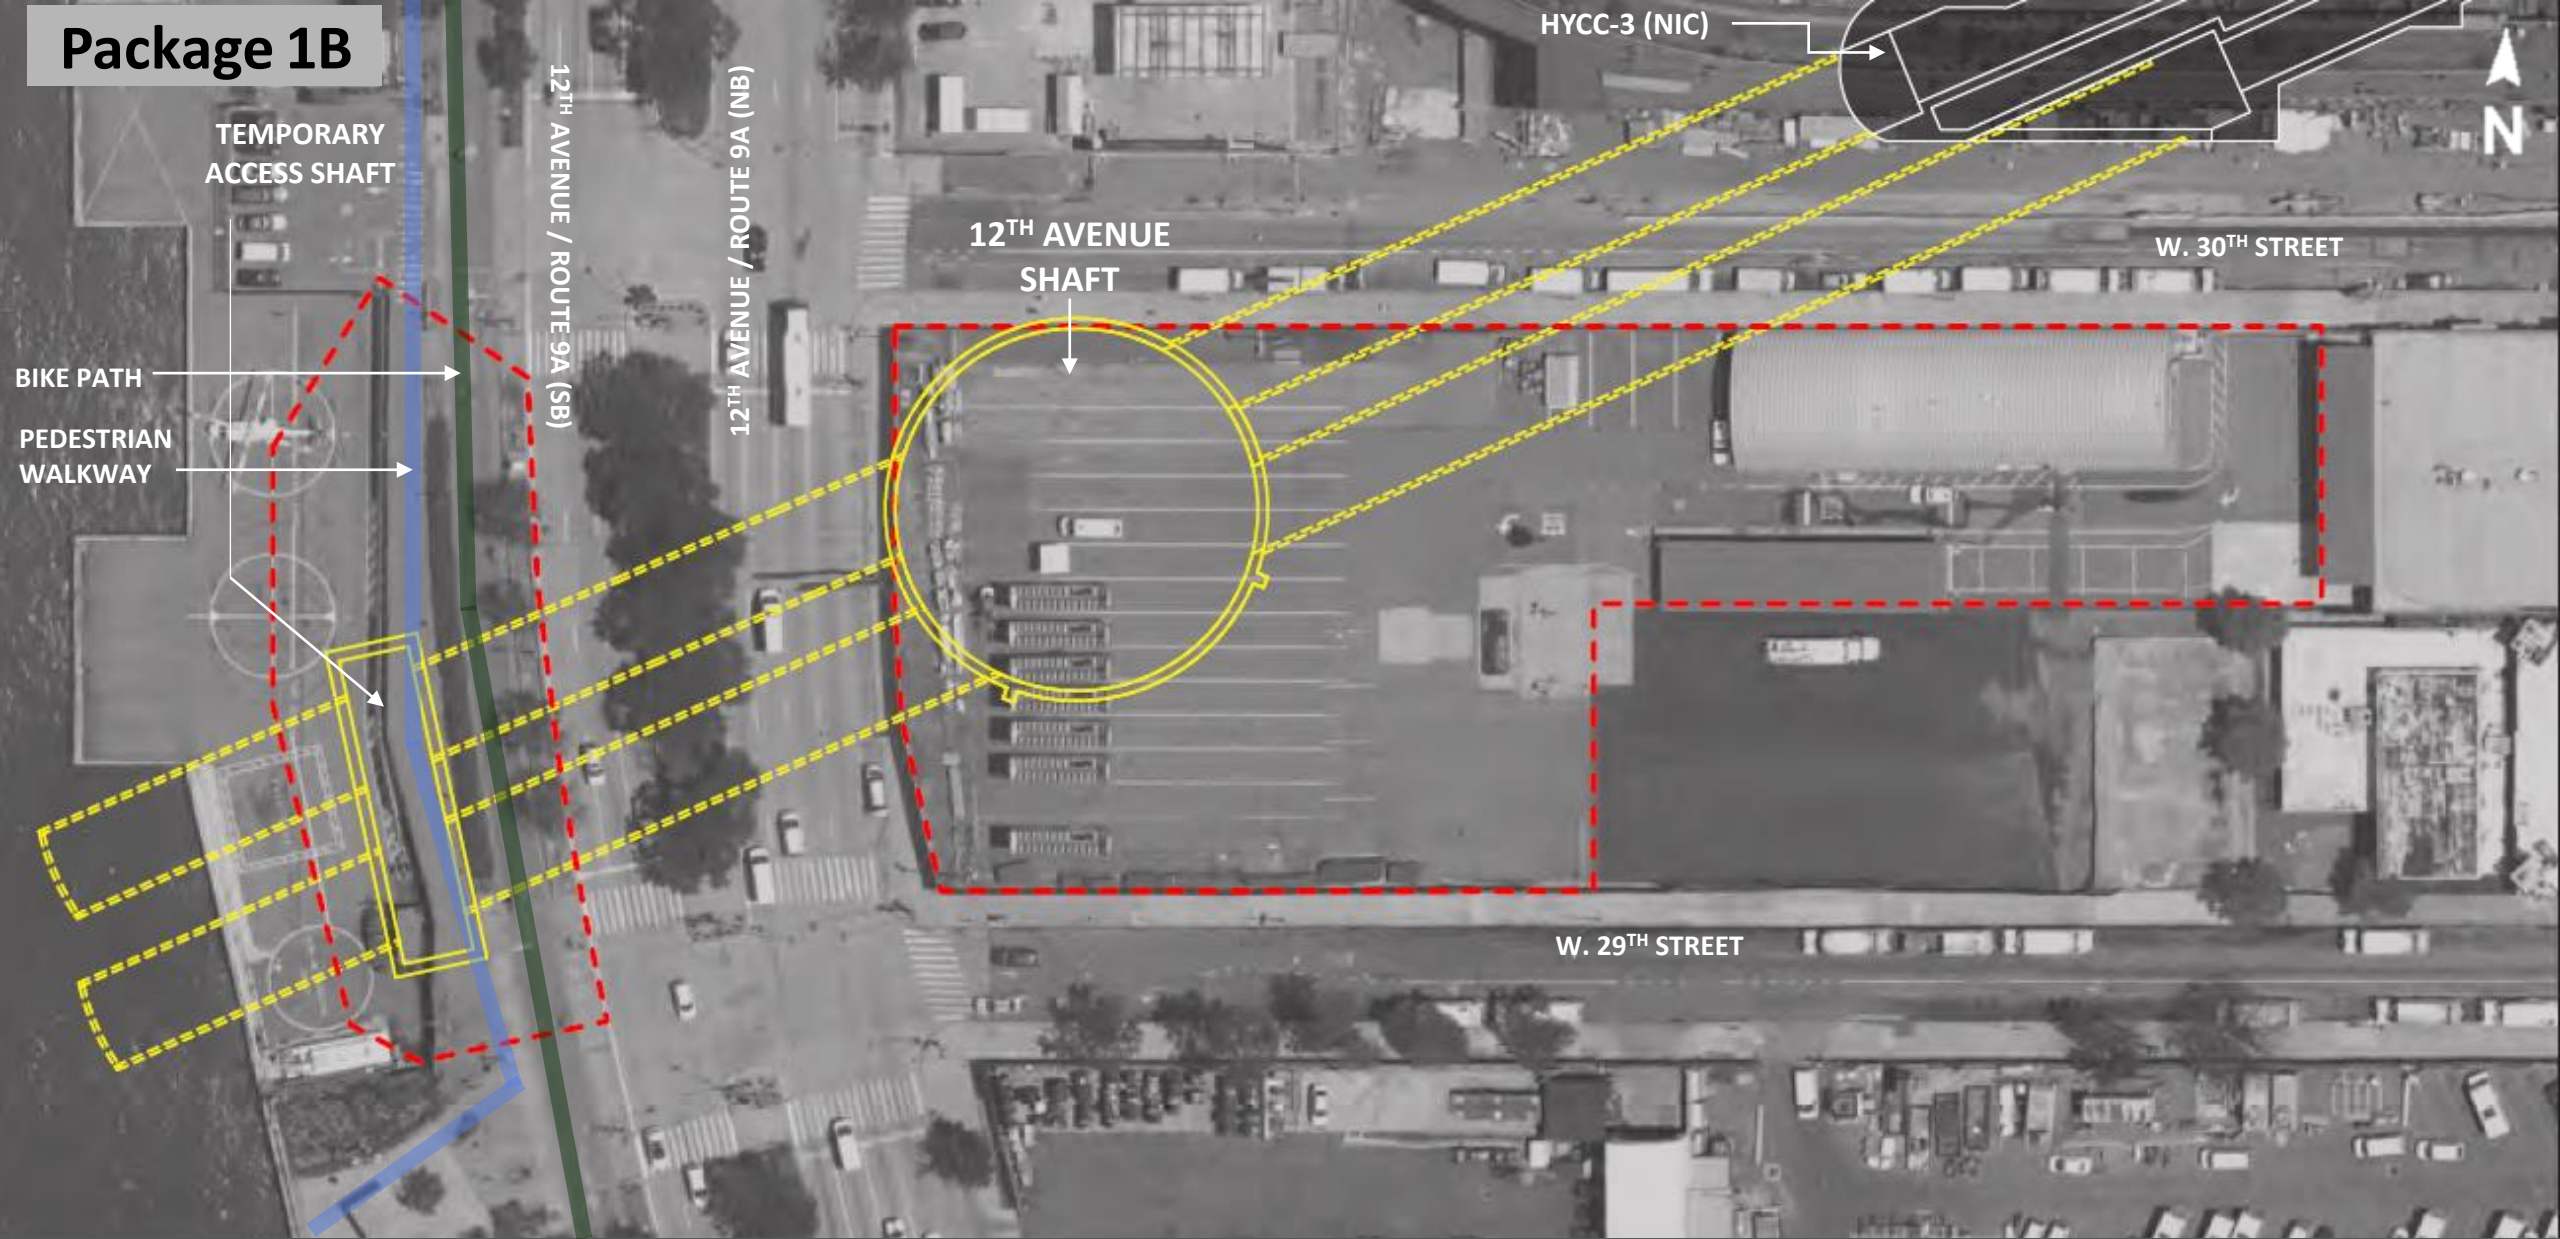 Package 1B
HYCC-3 (NIC)
N
TEMPORARY
ACCESS SHAFT
12TH AVENUE / ROUTE 9A (SB)
12TH AVENUE / ROUTE 9A (NB)
12TH AVENUE
SHAFT
W. 30TH STREET
BIKE PATH
PEDESTRIAN
WALKWAY
W. 29TH STREET